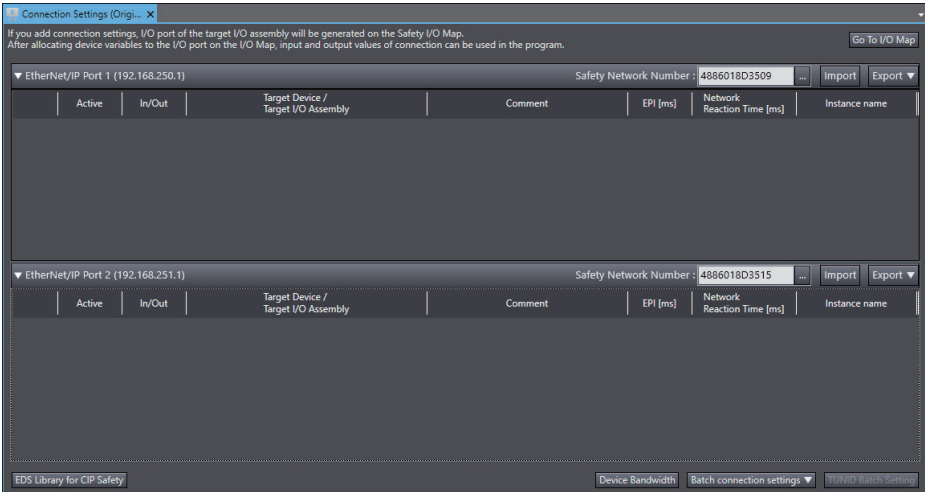 Connection Settings (Origi... X
If you add connection settings, I/O port of the target I/O assembly will be generated on the Safety I/O Map.
After allocating device variables to the I/O port on the I/O Map, input and output values of connection can be used in the program.
Go To I/O Map
▼ EtherNet/IP Port 1 (192.168.250.1) Safety Network Number : 4886018D3509 ... Import Export ▼
Active In/Out Target Device / Target I/O Assembly Comment EPI [ms] Network Reaction Time [ms] Instance name
▼ EtherNet/IP Port 2 (192.168.251.1) Safety Network Number : 4886018D3515 ... Import Export ▼
Active In/Out Target Device / Target I/O Assembly Comment EPI [ms] Network Reaction Time [ms] Instance name
EDS Library for CIP Safety Device Bandwidth Batch connection settings ▼ TUNID Batch Setting